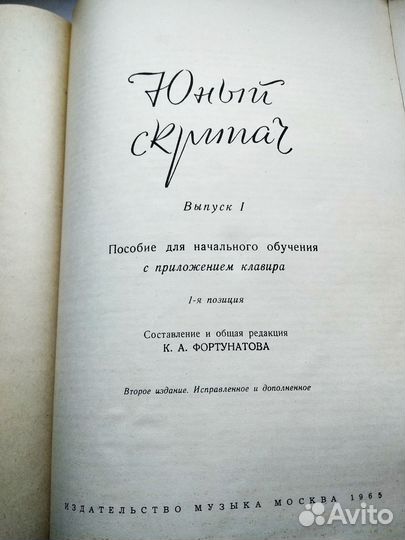 Юный
скрипач
Выпуск I
Пособие для начального обучения
с приложением клавира
1-я позиция
Составление и общая редакция
К. А. ФОРТУНАТОВА
Второе издание. Исправленное и дополненное
ИЗДАТЕЛЬСТВО МУЗЫКА МОСКВА 1965
Avito